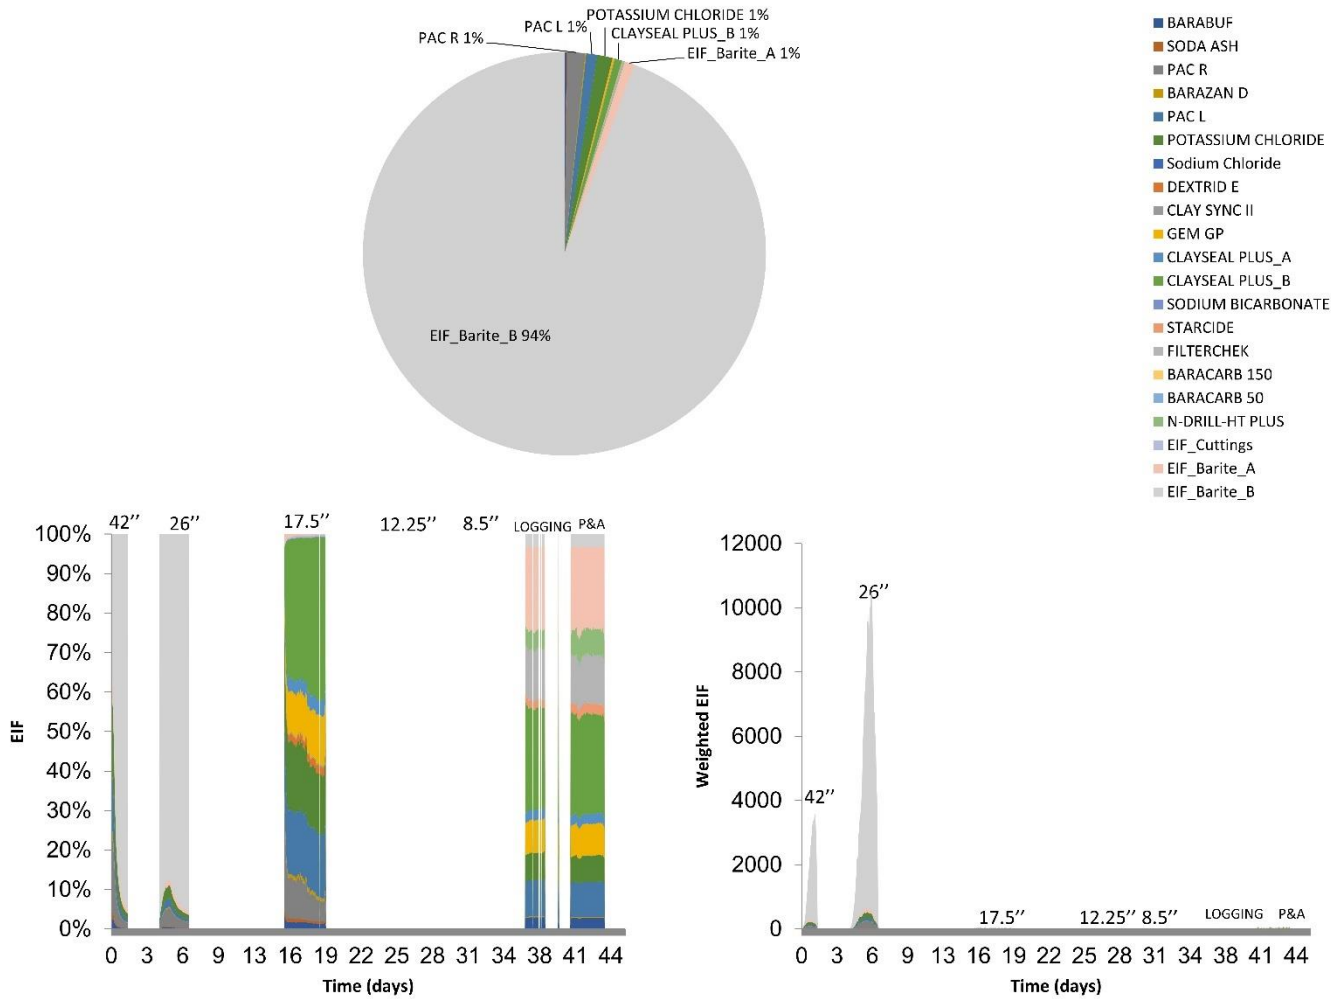 POTASSIUM CHLORIDE 1%
PAC L 1%
CLAYSEAL PLUS_B 1%
PAC R 1%
EIF_Barite_A 1%
EIF_Barite_B 94%
BARABUF
SODA ASH
PAC R
BARAZAN D
PAC L
POTASSIUM CHLORIDE
Sodium Chloride
DEXTRID E
CLAY SYNC II
GEM GP
CLAYSEAL PLUS_A
CLAYSEAL PLUS_B
SODIUM BICARBONATE
STARCIDE
FILTERCHEK
BARACARB 150
BARACARB 50
N-DRILL-HT PLUS
EIF_Cuttings
EIF_Barite_A
EIF_Barite_B
42’’ 26’’ 17.5’’ 12.25’’ 8.5’’ LOGGING P&A
100%
90%
80%
70%
60%
50%
40%
30%
20%
10%
0%
EIF
0 3 6 9 13 16 19 22 25 28 31 34 38 41 44
Time (days)
12000
10000
8000
6000
4000
2000
0
Weighted EIF
26’’
42’’
17.5’’ 12.25’’ 8.5’’ LOGGING P&A
0 3 6 9 13 16 19 22 25 28 31 34 38 41 44
Time (days)